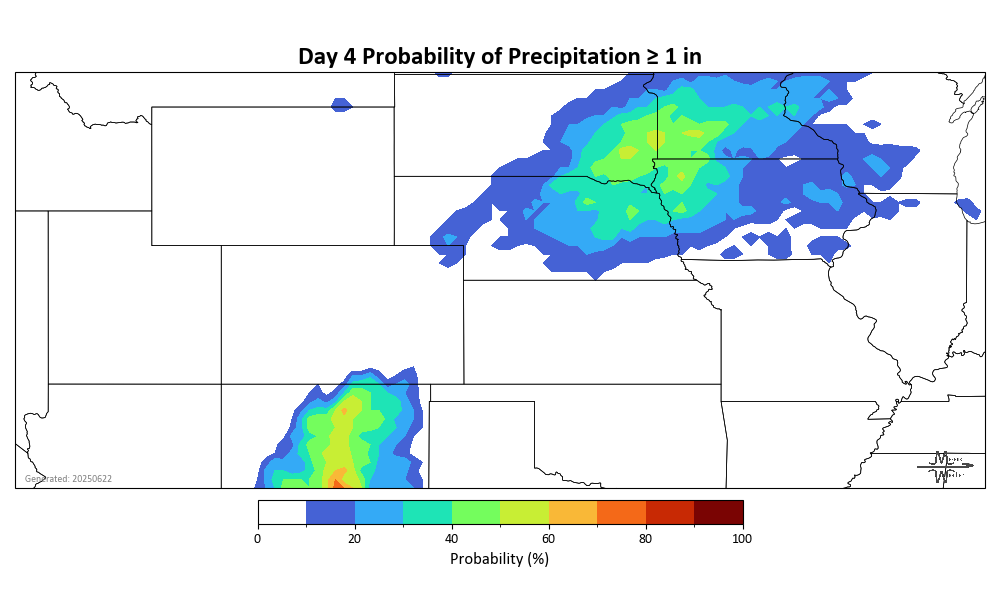 Day 4 Probability of Precipitation ≥ 1 in
Generated: 20250622
0 20 40 60 80 100
Probability (%)